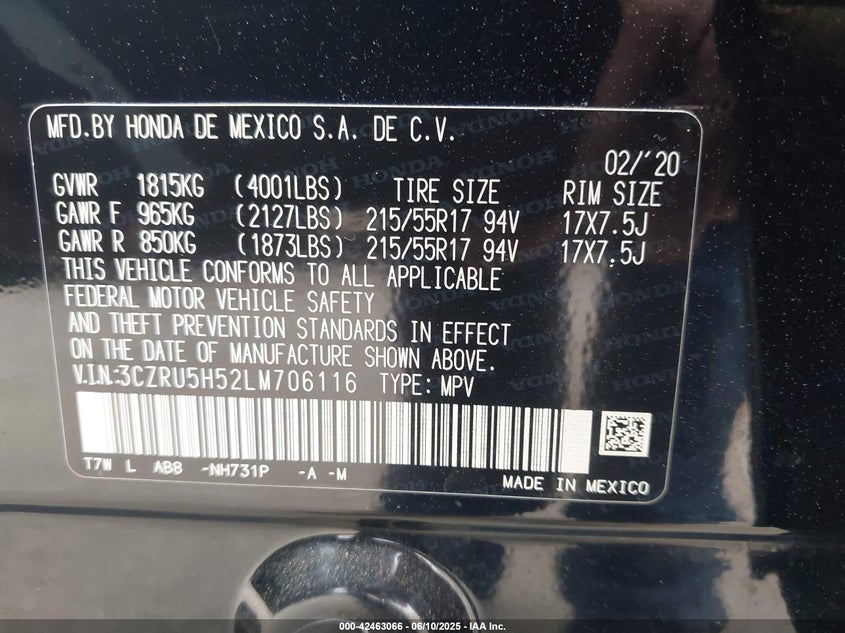 MFD.BY HONDA DE MEXICO S.A. DE C.V.
02/'20
GVWR 1815KG (4001LBS) TIRE SIZE RIM SIZE
GAWR F 965KG (2127LBS) 215/55R17 94V 17X7.5J
GAWR R 850KG (1873LBS) 215/55R17 94V 17X7.5J
THIS VEHICLE CONFORMS TO ALL APPLICABLE
FEDERAL MOTOR VEHICLE SAFETY
AND THEFT PREVENTION STANDARDS IN EFFECT
ON THE DATE OF MANUFACTURE SHOWN ABOVE.
V.I.N:3CZRU5H52LM706116 TYPE: MPV
T7W L AB8 -NH731P -A -M
MADE IN MEXICO
000-42463066 - 06/10/2025 - IAA Inc.